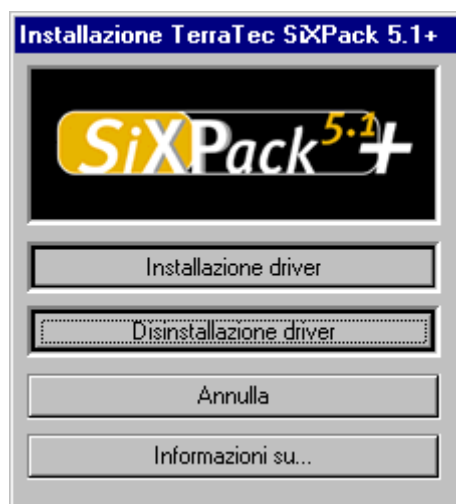 Installazione TerraTec SiXPack 5.1+
SiXPack 5.1+
Installazione driver
Disinstallazione driver
Annulla
Informazioni su...